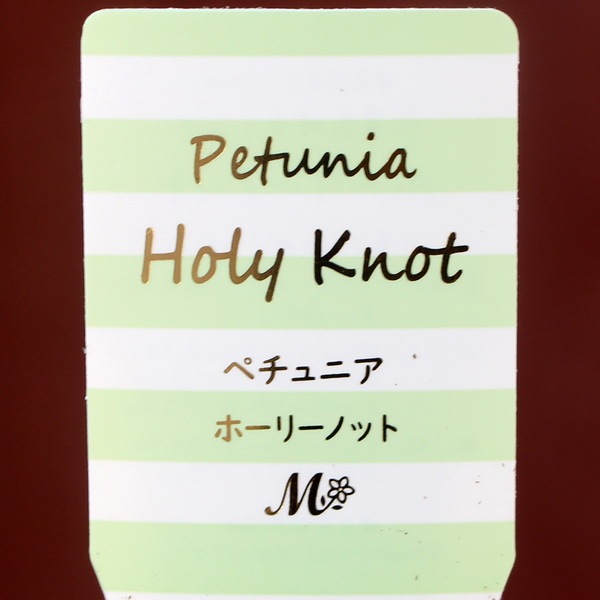 Petunia
Holy Knot
ペチュニア
ホーリーノット
M